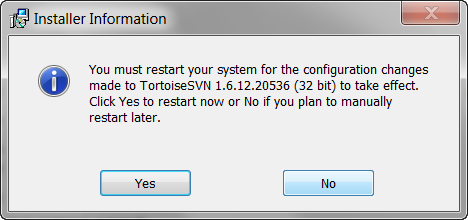 Installer Information
You must restart your system for the configuration changes
made to TortoiseSVN 1.6.12.20536 (32 bit) to take effect.
Click Yes to restart now or No if you plan to manually
restart later.
Yes
No